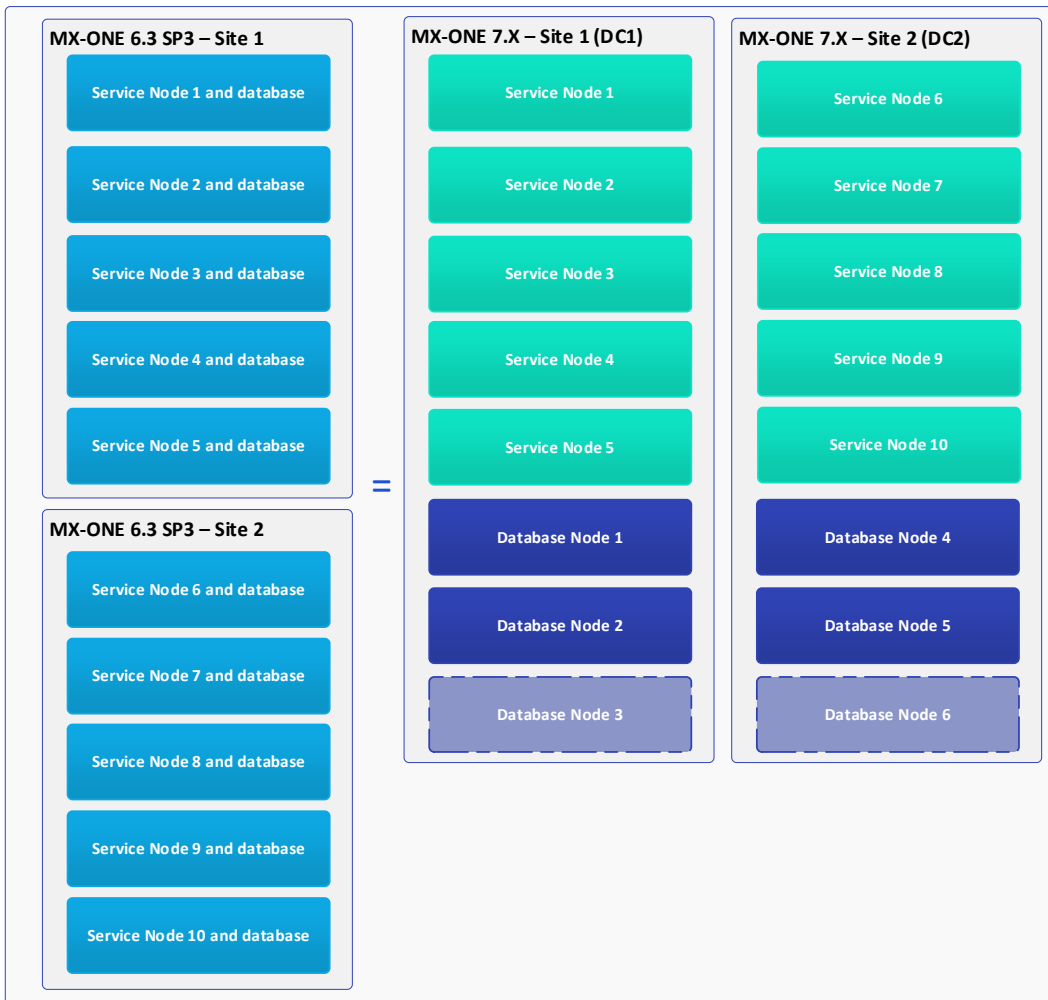 MX-ONE 6.3 SP3 – Site 1
Service Node 1 and database
Service Node 2 and database
Service Node 3 and database
Service Node 4 and database
Service Node 5 and database
MX-ONE 6.3 SP3 – Site 2
Service Node 6 and database
Service Node 7 and database
Service Node 8 and database
Service Node 9 and database
Service Node 10 and database
=
MX-ONE 7.X – Site 1 (DC1)
Service Node 1
Service Node 2
Service Node 3
Service Node 4
Service Node 5
Database Node 1
Database Node 2
Database Node 3
MX-ONE 7.X – Site 2 (DC2)
Service Node 6
Service Node 7
Service Node 8
Service Node 9
Service Node 10
Database Node 4
Database Node 5
Database Node 6